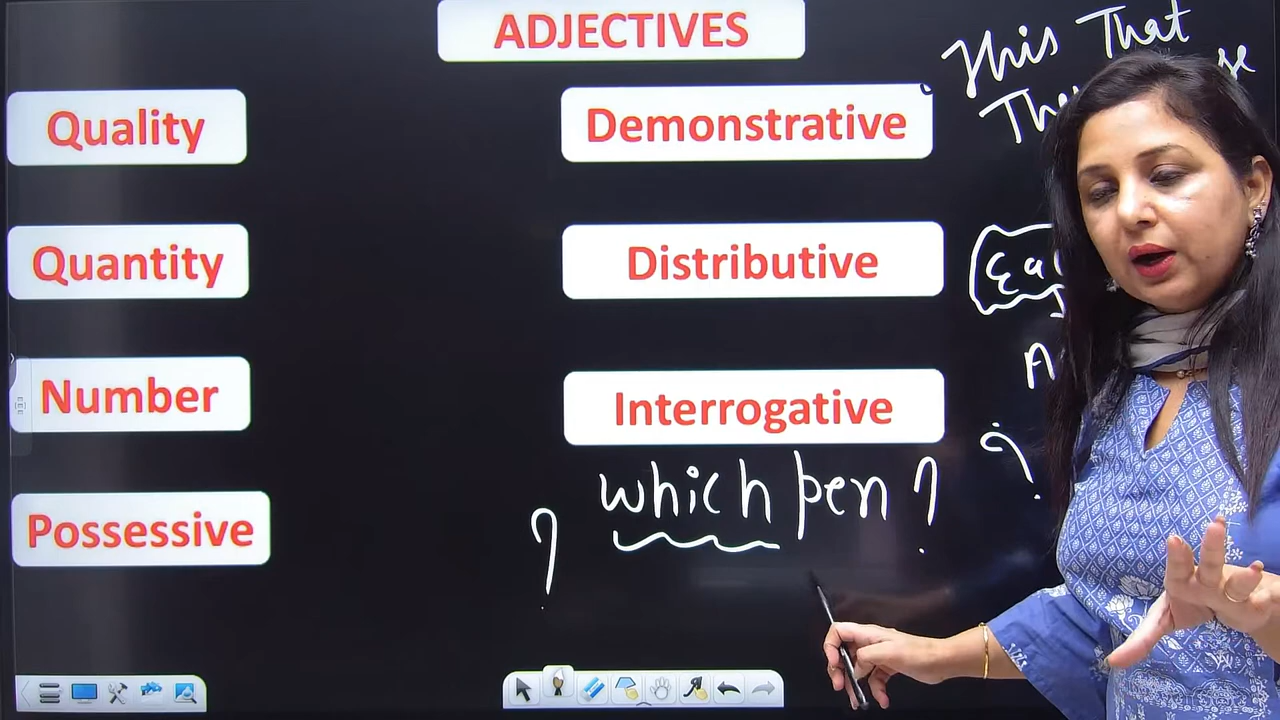 ADJECTIVES
This That
Quality
Demonstrative
Quantity
Distributive
Number
Interrogative
?
which pen ?
?
Possessive